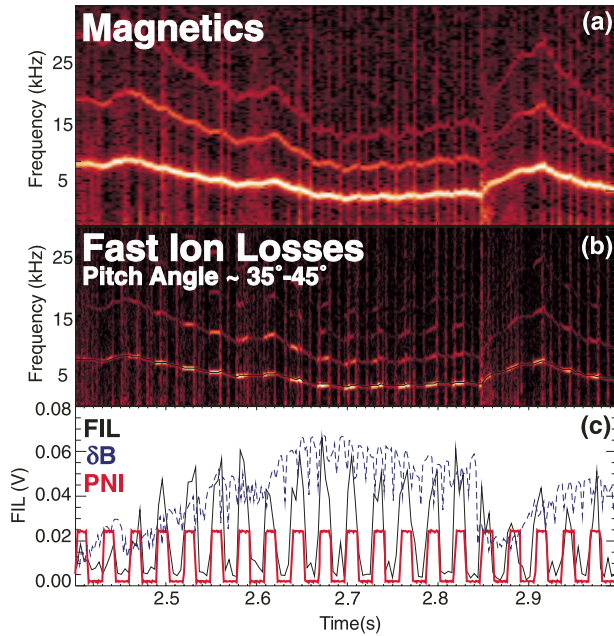 Magnetics (a)
25
15
5
Frequency (kHz)
Fast Ion Losses (b)
Pitch Angle ~ 35°-45°
25
15
5
Frequency (kHz)
(c)
FIL
δB
PNI
0.08
0.06
0.04
0.02
0.00
FIL (V)
2.5 2.6 2.7 2.8 2.9
Time(s)